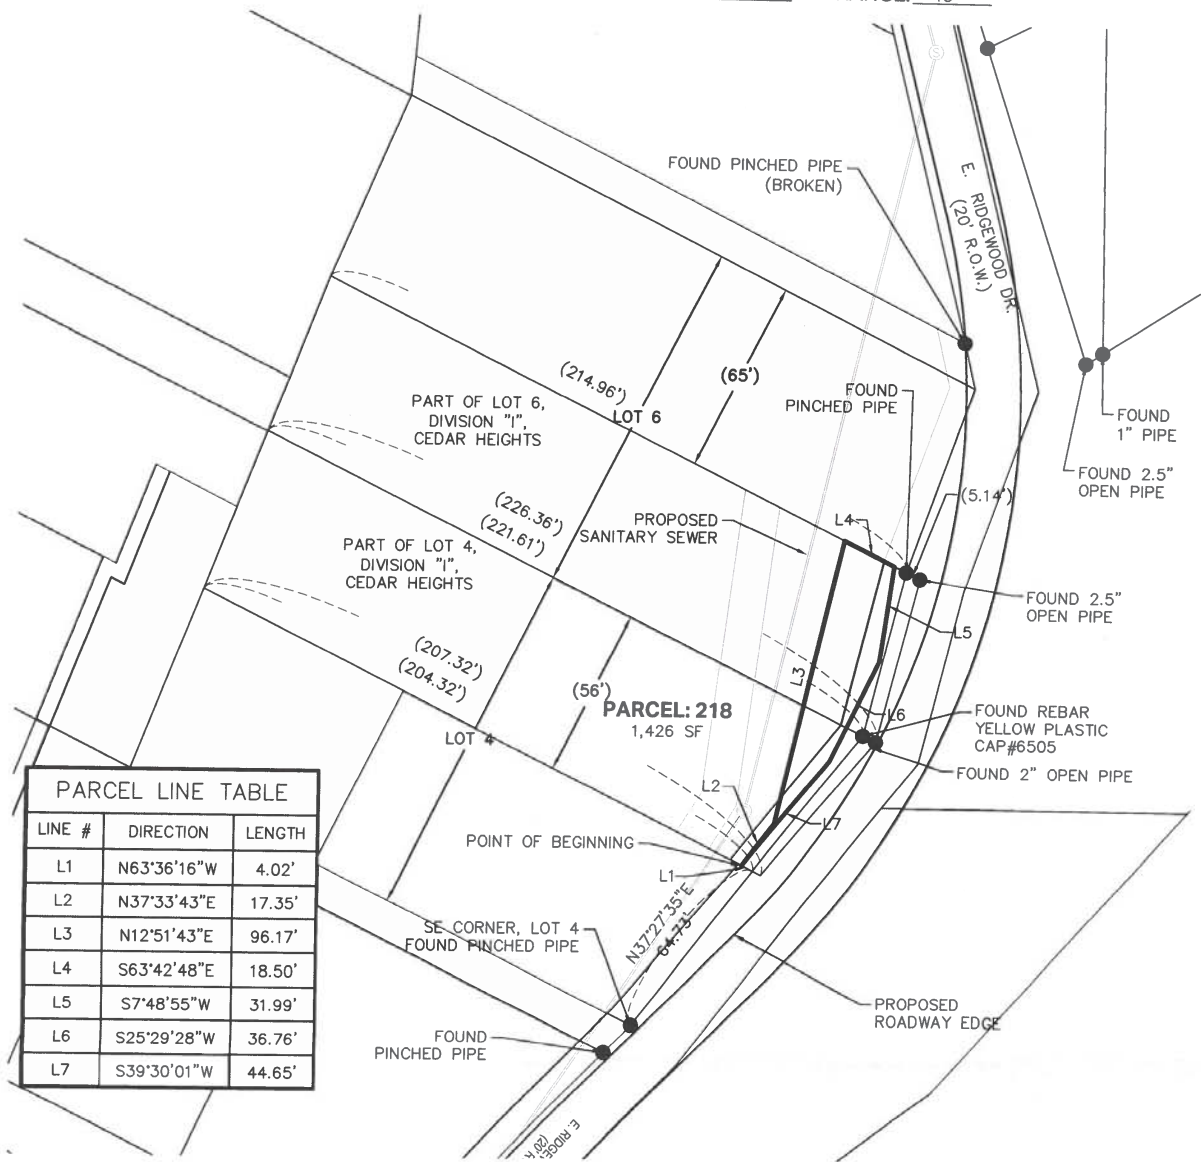 S
FOUND PINCHED PIPE
(BROKEN)
E. RIDGEWOOD DR.
(20' R.O.W.)
(214.96')
(65')
FOUND
PINCHED PIPE
PART OF LOT 6,
DIVISION "I",
CEDAR HEIGHTS
LOT 6
FOUND
1" PIPE
FOUND 2.5"
OPEN PIPE
(5.14')
(226.36')
(221.61')
PROPOSED
SANITARY SEWER
L4
PART OF LOT 4,
DIVISION "I",
CEDAR HEIGHTS
FOUND 2.5"
OPEN PIPE
L5
(207.32')
(204.32')
L3
(56')
PARCEL: 218
1,426 SF
L6
FOUND REBAR
YELLOW PLASTIC
CAP#6505
LOT 4
FOUND 2" OPEN PIPE
L2
L7
POINT OF BEGINNING
L1
N37°27'35"E
64.73'
SE CORNER, LOT 4
FOUND PINCHED PIPE
PROPOSED
ROADWAY EDGE
FOUND
PINCHED PIPE
PARCEL LINE TABLE
LINE # DIRECTION LENGTH
L1 N63°36'16"W 4.02'
L2 N37°33'43"E 17.35'
L3 N12°51'43"E 96.17'
L4 S63°42'48"E 18.50'
L5 S7°48'55"W 31.99'
L6 S25°29'28"W 36.76'
L7 S39°30'01"W 44.65'